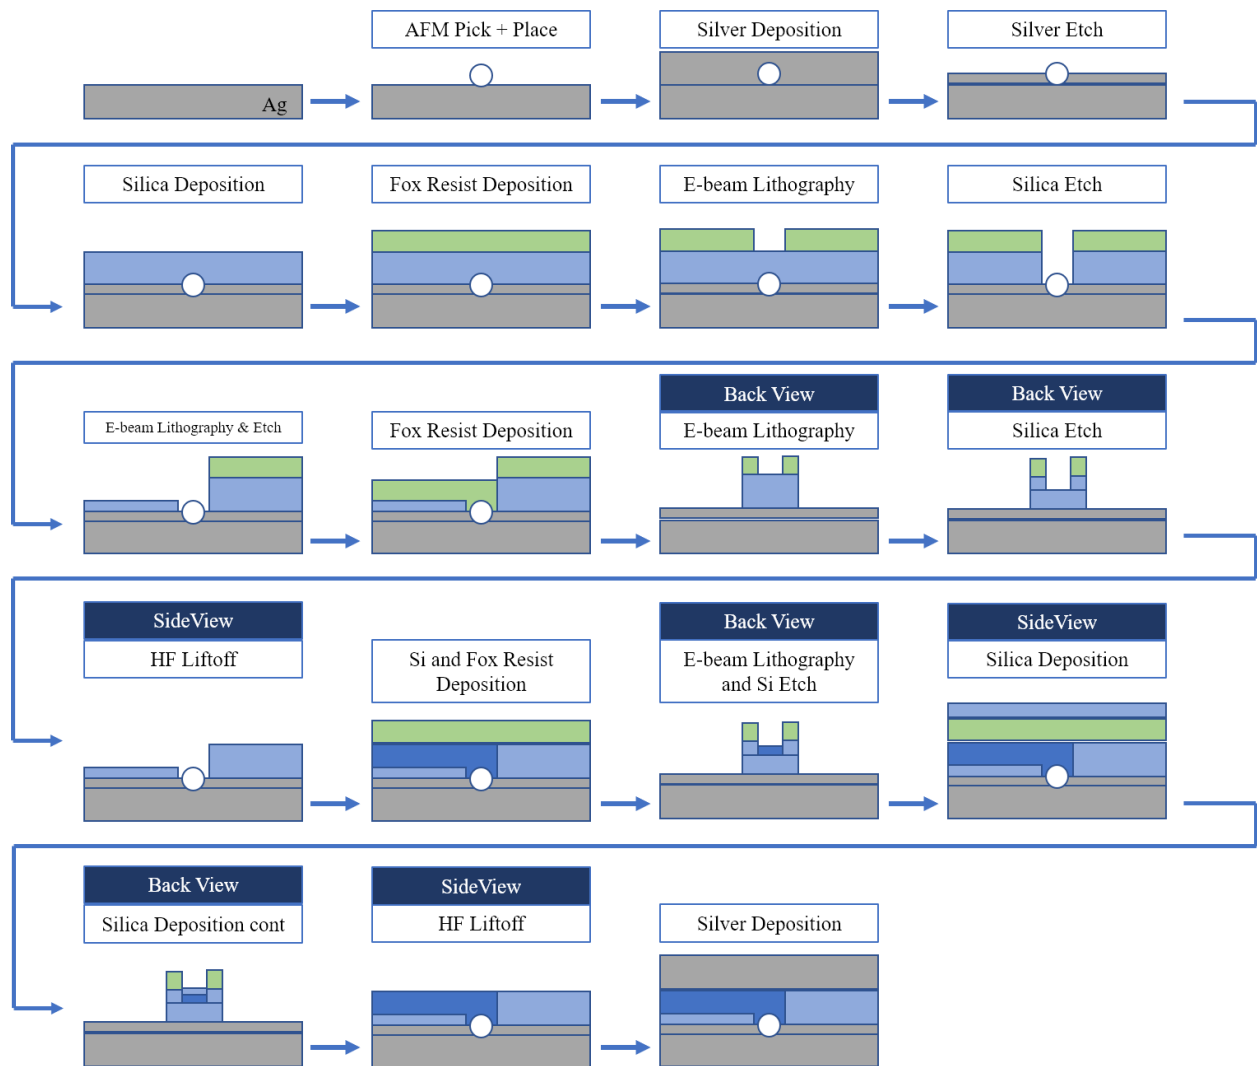 AFM Pick + Place
Silver Deposition
Silver Etch
Ag
Silica Deposition
Fox Resist Deposition
E-beam Lithography
Silica Etch
E-beam Lithography & Etch
Fox Resist Deposition
Back View
E-beam Lithography
Back View
Silica Etch
SideView
HF Liftoff
Si and Fox Resist
Deposition
Back View
E-beam Lithography
and Si Etch
SideView
Silica Deposition
Back View
Silica Deposition cont
SideView
HF Liftoff
Silver Deposition